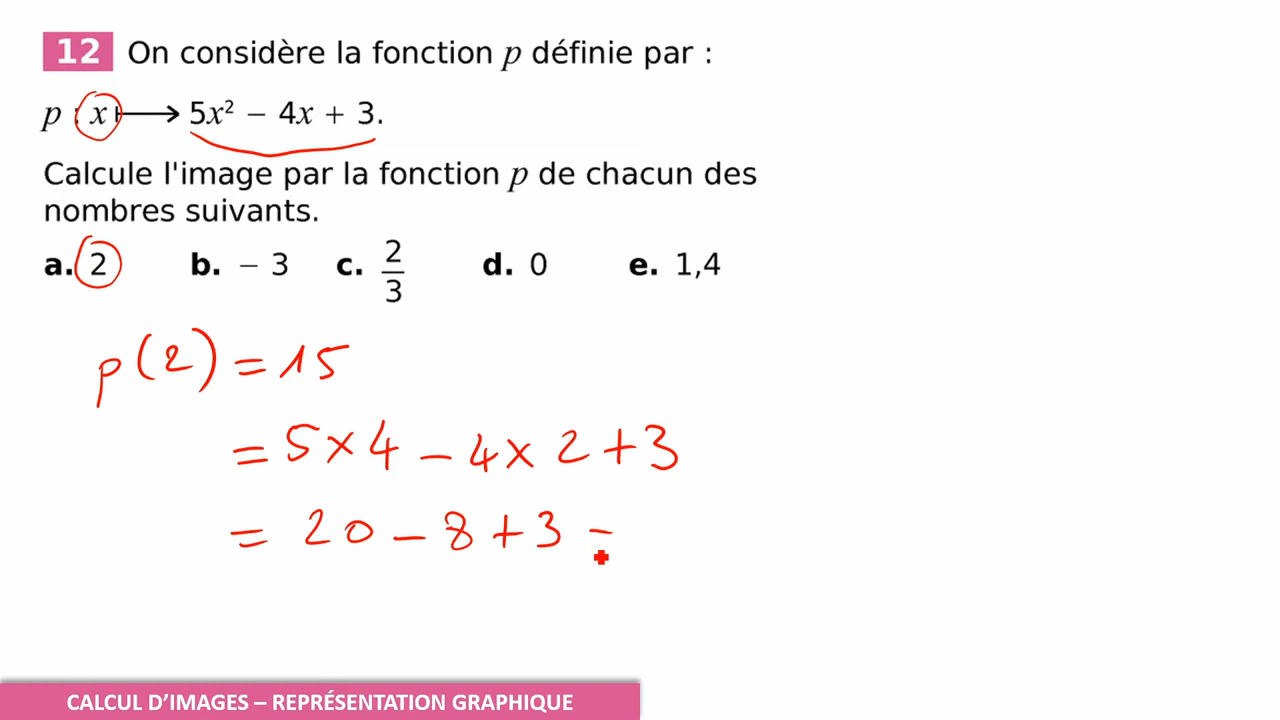 12 On considère la fonction p définie par :
p : x ⟼ 5x² − 4x + 3.
Calcule l'image par la fonction p de chacun des
nombres suivants.
a. 2 b. − 3 c. 2/3 d. 0 e. 1,4
p(2) = 15
= 5 × 4 − 4 × 2 + 3
= 20 − 8 + 3 =
CALCUL D'IMAGES – REPRÉSENTATION GRAPHIQUE